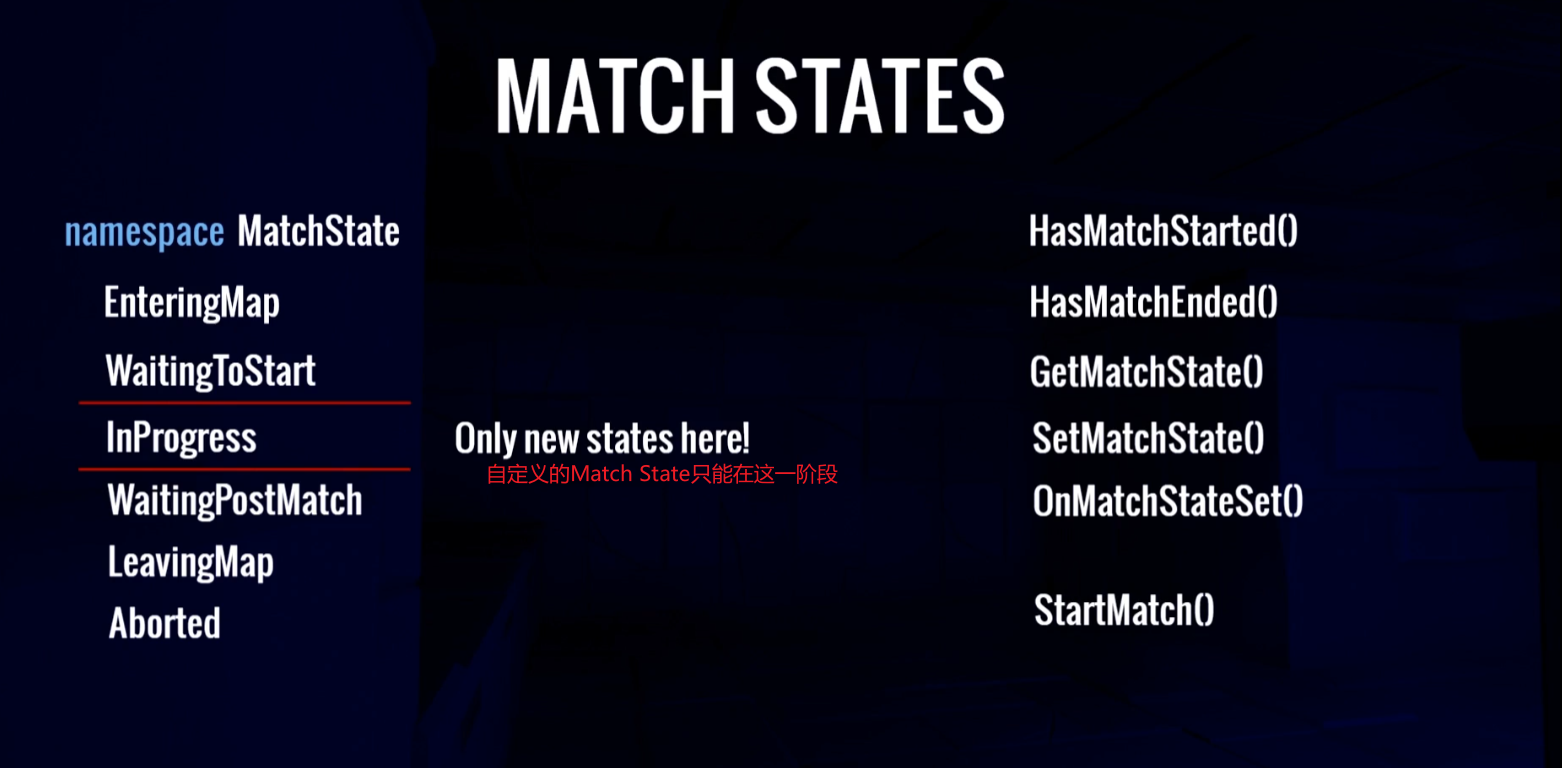 MATCH STATES
namespace MatchState
EnteringMap
WaitingToStart
InProgress
WaitingPostMatch
LeavingMap
Aborted
Only new states here!
自定义的Match State只能在这一阶段
HasMatchStarted()
HasMatchEnded()
GetMatchState()
SetMatchState()
OnMatchStateSet()
StartMatch()